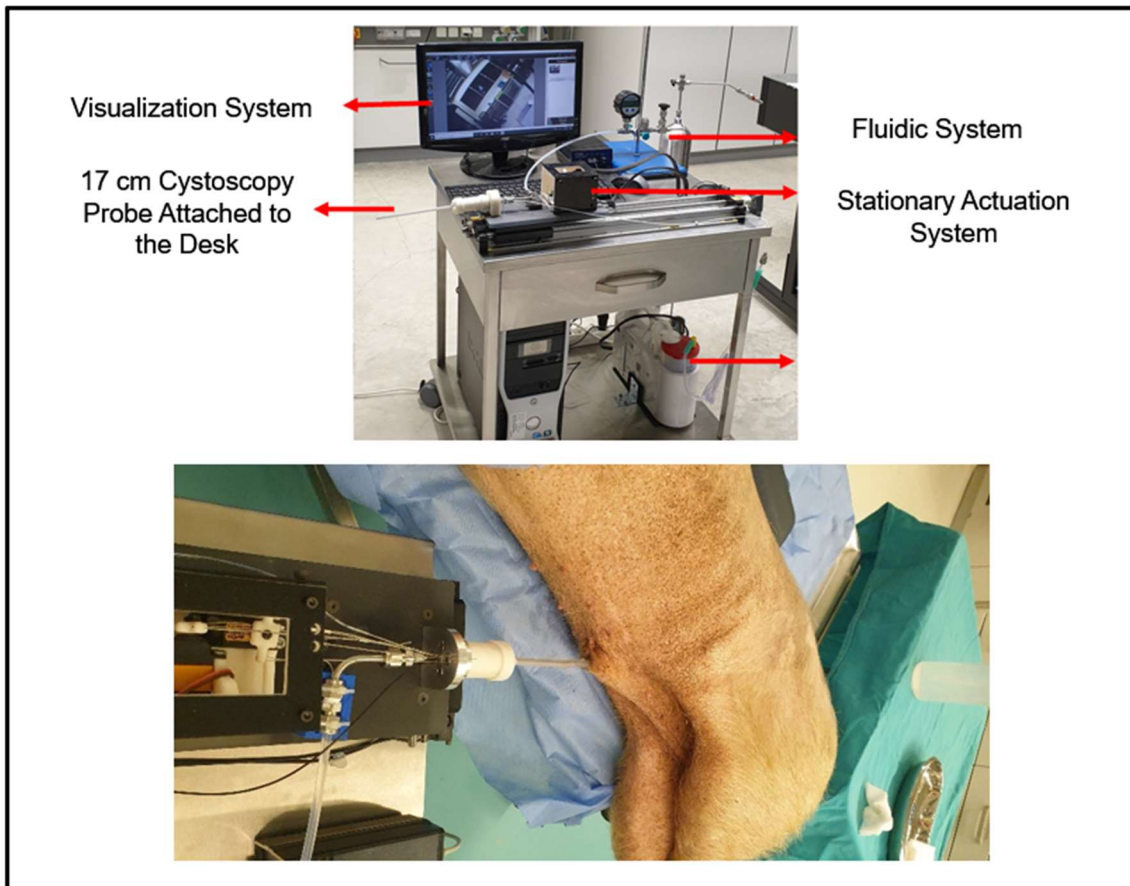 Visualization System
17 cm Cystoscopy
Probe Attached to
the Desk
Fluidic System
Stationary Actuation
System